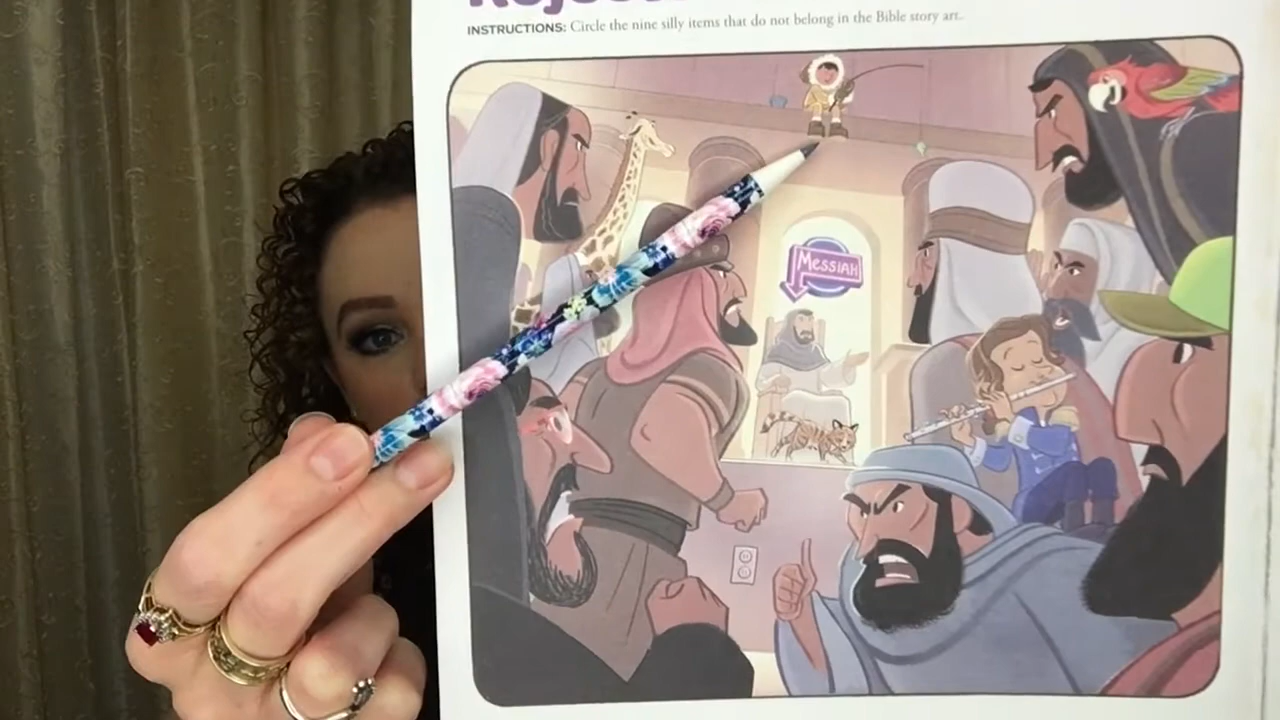 INSTRUCTIONS: Circle the nine silly items that do not belong in the Bible story art.
MESSIAH